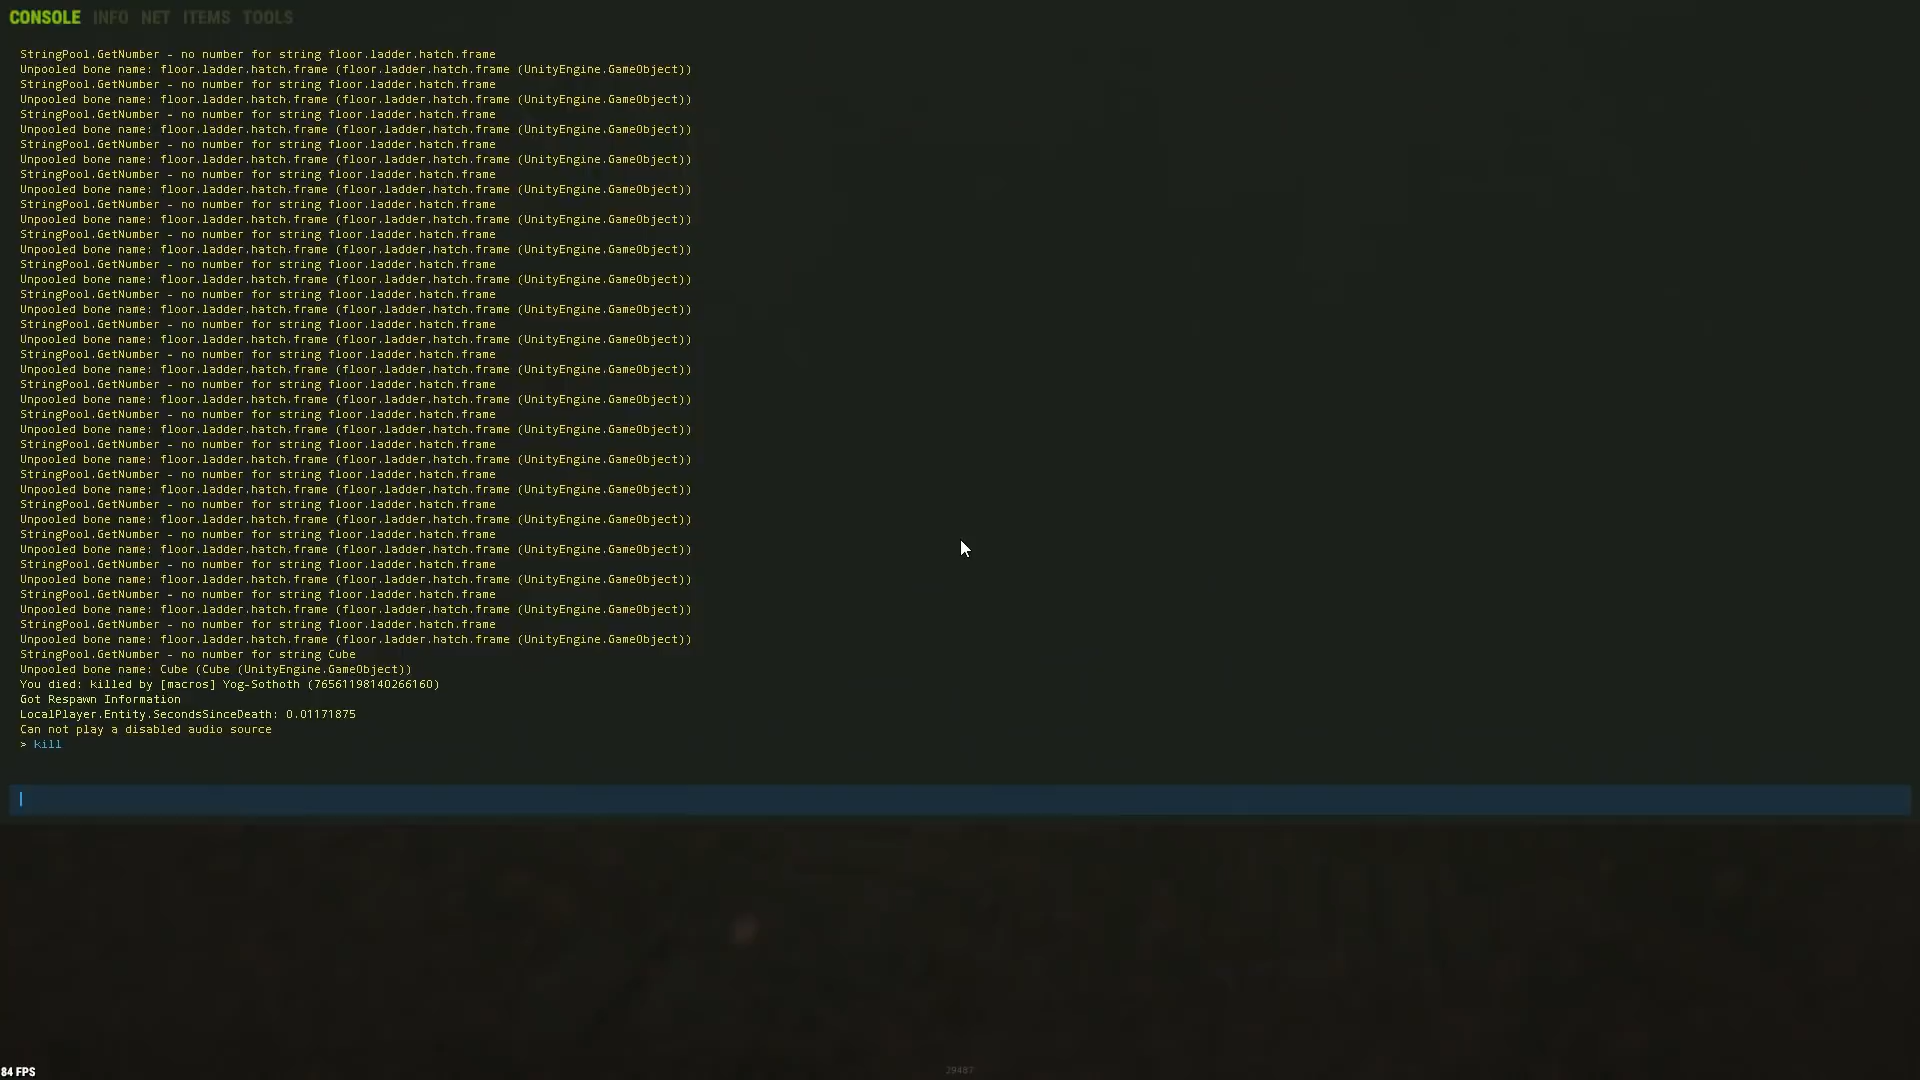 CONSOLE INFO NET ITEMS TOOLS
StringPool.GetNumber - no number for string floor.ladder.hatch.frame
Unpooled bone name: floor.ladder.hatch.frame (floor.ladder.hatch.frame (UnityEngine.GameObject))
StringPool.GetNumber - no number for string floor.ladder.hatch.frame
Unpooled bone name: floor.ladder.hatch.frame (floor.ladder.hatch.frame (UnityEngine.GameObject))
StringPool.GetNumber - no number for string floor.ladder.hatch.frame
Unpooled bone name: floor.ladder.hatch.frame (floor.ladder.hatch.frame (UnityEngine.GameObject))
StringPool.GetNumber - no number for string floor.ladder.hatch.frame
Unpooled bone name: floor.ladder.hatch.frame (floor.ladder.hatch.frame (UnityEngine.GameObject))
StringPool.GetNumber - no number for string floor.ladder.hatch.frame
Unpooled bone name: floor.ladder.hatch.frame (floor.ladder.hatch.frame (UnityEngine.GameObject))
StringPool.GetNumber - no number for string floor.ladder.hatch.frame
Unpooled bone name: floor.ladder.hatch.frame (floor.ladder.hatch.frame (UnityEngine.GameObject))
StringPool.GetNumber - no number for string floor.ladder.hatch.frame
Unpooled bone name: floor.ladder.hatch.frame (floor.ladder.hatch.frame (UnityEngine.GameObject))
StringPool.GetNumber - no number for string floor.ladder.hatch.frame
Unpooled bone name: floor.ladder.hatch.frame (floor.ladder.hatch.frame (UnityEngine.GameObject))
StringPool.GetNumber - no number for string floor.ladder.hatch.frame
Unpooled bone name: floor.ladder.hatch.frame (floor.ladder.hatch.frame (UnityEngine.GameObject))
StringPool.GetNumber - no number for string floor.ladder.hatch.frame
Unpooled bone name: floor.ladder.hatch.frame (floor.ladder.hatch.frame (UnityEngine.GameObject))
StringPool.GetNumber - no number for string floor.ladder.hatch.frame
Unpooled bone name: floor.ladder.hatch.frame (floor.ladder.hatch.frame (UnityEngine.GameObject))
StringPool.GetNumber - no number for string floor.ladder.hatch.frame
Unpooled bone name: floor.ladder.hatch.frame (floor.ladder.hatch.frame (UnityEngine.GameObject))
StringPool.GetNumber - no number for string floor.ladder.hatch.frame
Unpooled bone name: floor.ladder.hatch.frame (floor.ladder.hatch.frame (UnityEngine.GameObject))
StringPool.GetNumber - no number for string floor.ladder.hatch.frame
Unpooled bone name: floor.ladder.hatch.frame (floor.ladder.hatch.frame (UnityEngine.GameObject))
StringPool.GetNumber - no number for string floor.ladder.hatch.frame
Unpooled bone name: floor.ladder.hatch.frame (floor.ladder.hatch.frame (UnityEngine.GameObject))
StringPool.GetNumber - no number for string floor.ladder.hatch.frame
Unpooled bone name: floor.ladder.hatch.frame (floor.ladder.hatch.frame (UnityEngine.GameObject))
StringPool.GetNumber - no number for string floor.ladder.hatch.frame
Unpooled bone name: floor.ladder.hatch.frame (floor.ladder.hatch.frame (UnityEngine.GameObject))
StringPool.GetNumber - no number for string floor.ladder.hatch.frame
Unpooled bone name: floor.ladder.hatch.frame (floor.ladder.hatch.frame (UnityEngine.GameObject))
StringPool.GetNumber - no number for string floor.ladder.hatch.frame
Unpooled bone name: floor.ladder.hatch.frame (floor.ladder.hatch.frame (UnityEngine.GameObject))
StringPool.GetNumber - no number for string floor.ladder.hatch.frame
Unpooled bone name: floor.ladder.hatch.frame (floor.ladder.hatch.frame (UnityEngine.GameObject))
StringPool.GetNumber - no number for string Cube
Unpooled bone name: Cube (Cube (UnityEngine.GameObject))
You died: killed by [macros] Yog-Sothoth (76561198140266160)
Got Respawn Information
LocalPlayer.Entity.SecondsSinceDeath: 0.01171875
Can not play a disabled audio source
> kill
84 FPS
29487